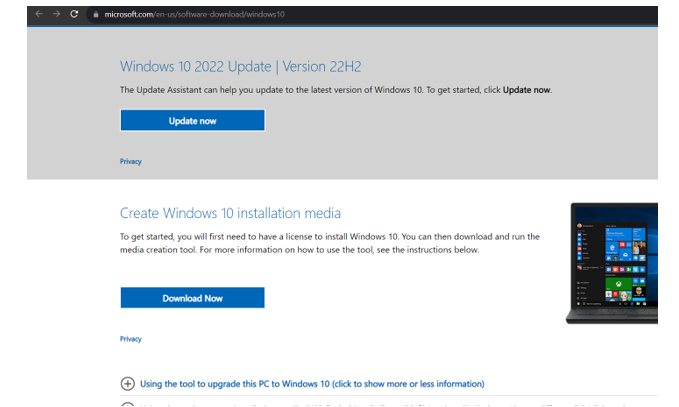 microsoft.com/en-us/software-download/windows10
Windows 10 2022 Update | Version 22H2
The Update Assistant can help you update to the latest version of Windows 10. To get started, click Update now.
Update now
Privacy
Create Windows 10 installation media
To get started, you will first need to have a license to install Windows 10. You can then download and run the
media creation tool. For more information on how to use the tool, see the instructions below.
Download Now
Privacy
Using the tool to upgrade this PC to Windows 10 (click to show more or less information)